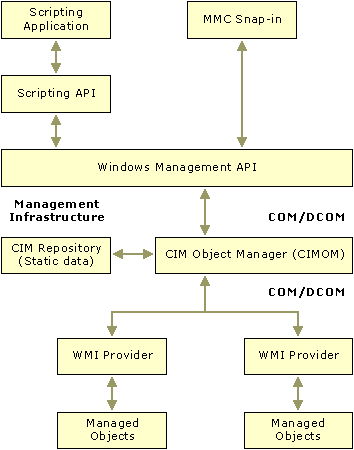 Scripting
Application
MMC Snap-in
Scripting API
Windows Management API
Management
Infrastructure
COM/DCOM
CIM Repository
(Static data)
CIM Object Manager (CIMOM)
COM/DCOM
WMI Provider
WMI Provider
Managed
Objects
Managed
Objects